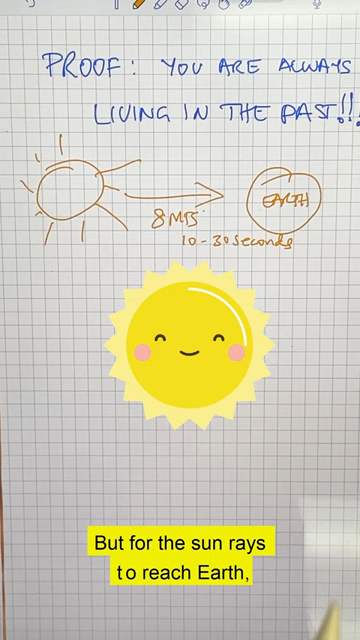 PROOF: YOU ARE ALWAYS
LIVING IN THE PAST!!!
EARTH
8 MTS
10-30 seconds
But for the sun rays
to reach Earth,